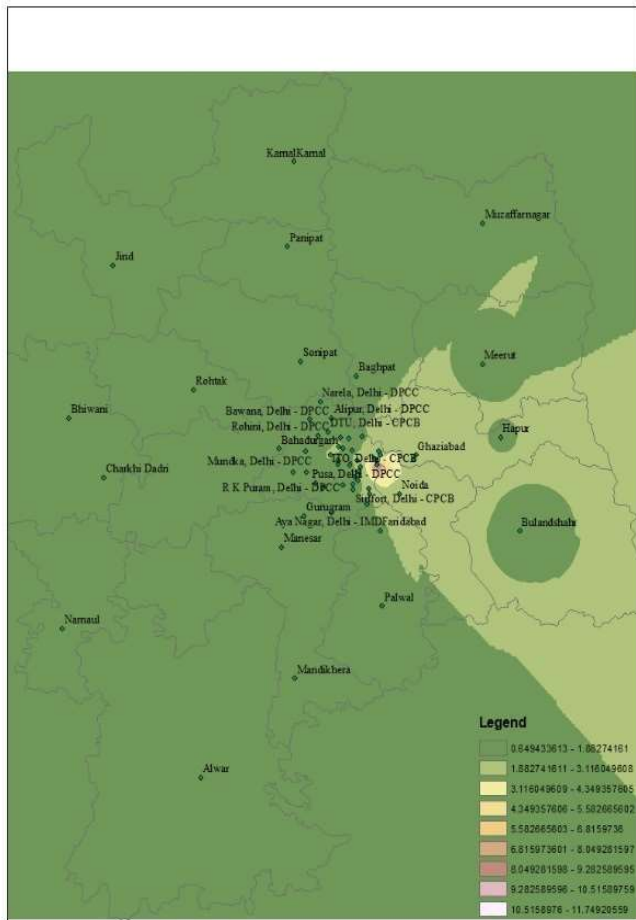 KarnalKarnal
Muzaffarnagar
Panipat
Jind
Sonipat
Meerut
Baghpat
Rohtak
Narela, Delhi - DPCC
Bhiwani
Bawana, Delhi - DPCC
Alipur, Delhi - DPCC
Rohini, Delhi - DPCC
DTU, Delhi - CPCB
Hapur
Bahadurgarh
Ghaziabad
Charkhi Dadri
Mundka, Delhi - DPCC
ITO, Delhi - CPCB
Pusa, Delhi - DPCC
R K Puram, Delhi - DPCC
Noida
Sirifort, Delhi - CPCB
Gurugram
Aya Nagar, Delhi - IMDFaridabad
Bulandshahr
Manesar
Palwal
Narnaul
Mandikhera
Alwar
Legend
0.649433613 - 1.88274161
1.882741611 - 3.116049608
3.116049609 - 4.349357605
4.349357606 - 5.582665602
5.582665603 - 6.8159736
6.815973601 - 8.049281597
8.049281598 - 9.282589595
9.282589596 - 10.51589759
10.5158976 - 11.74920559